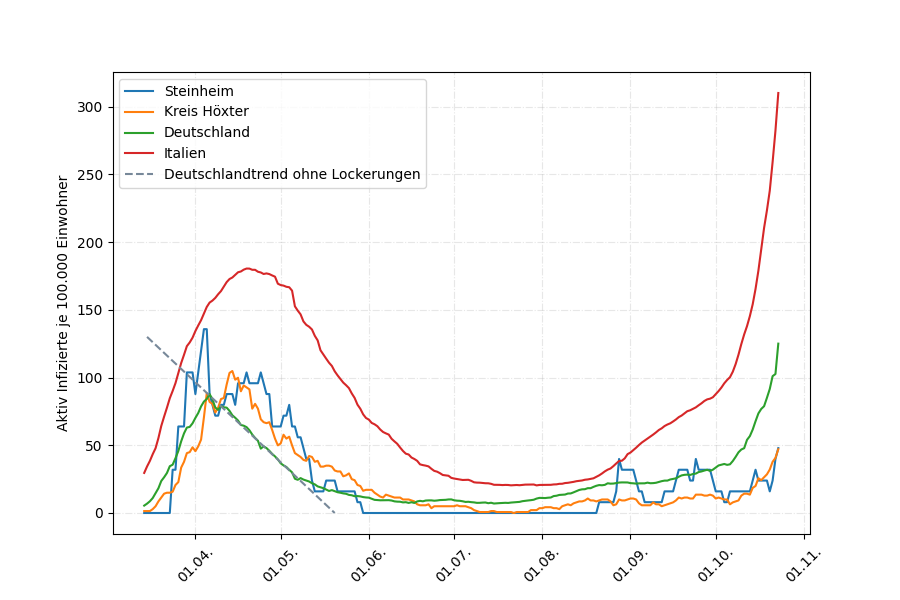 Steinheim
Kreis Höxter
Deutschland
Italien
Deutschlandtrend ohne Lockerungen
Aktiv Infizierte je 100.000 Einwohner
300
250
200
150
100
50
0
01.04.
01.05.
01.06.
01.07.
01.08.
01.09.
01.10.
01.11.